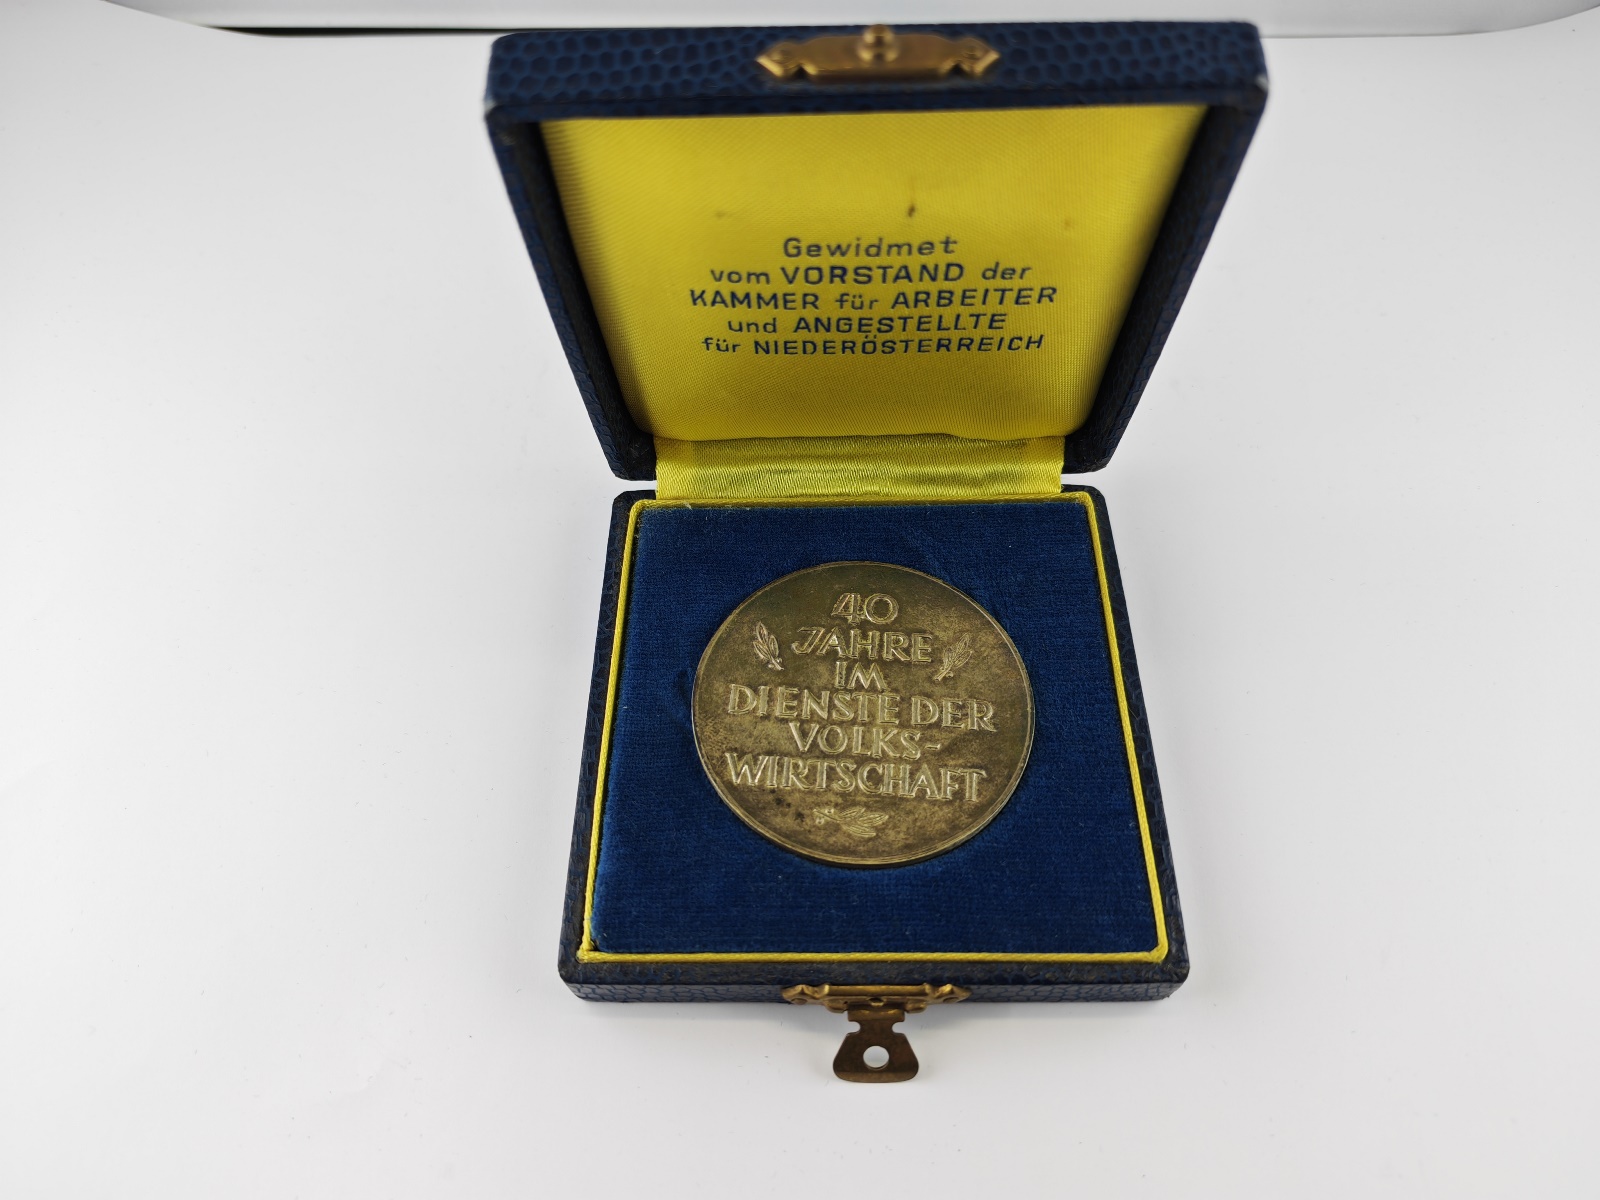 Gewidmet
vom VORSTAND der
KAMMER für ARBEITER
und ANGESTELLTE
für NIEDERÖSTERREICH
40
JAHRE
IM
DIENSTE DER
VOLKS-
WIRTSCHAFT